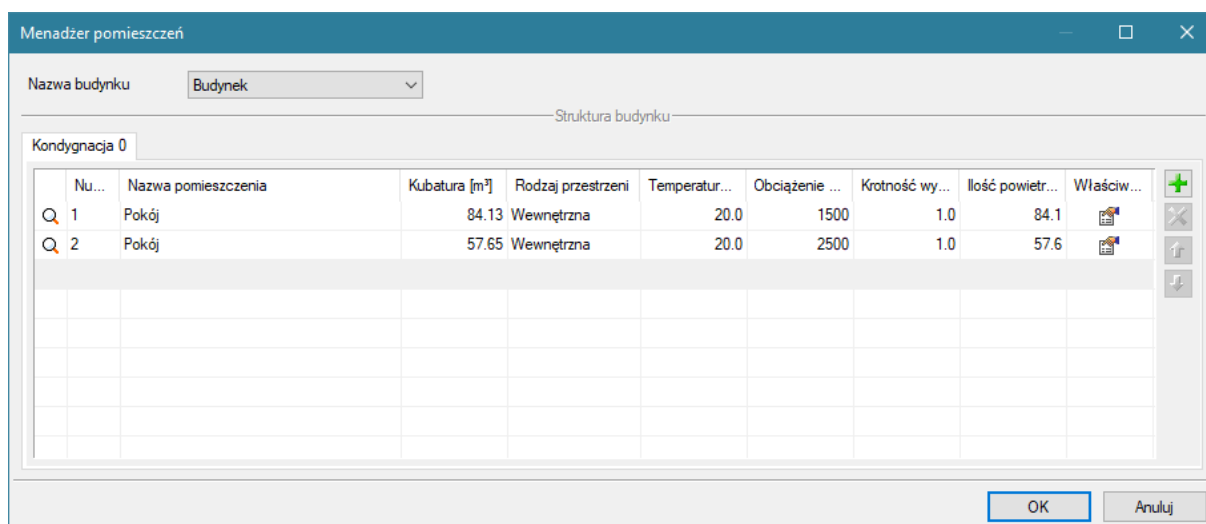 Menadżer pomieszczeń
Nazwa budynku Budynek
Struktura budynku
Kondygnacja 0
Nu... Nazwa pomieszczenia Kubatura [m³] Rodzaj przestrzeni Temperatur... Obciążenie ... Krotność wy... Ilość powietr... Właściw...
1 Pokój 84.13 Wewnętrzna 20.0 1500 1.0 84.1
2 Pokój 57.65 Wewnętrzna 20.0 2500 1.0 57.6
OK Anuluj